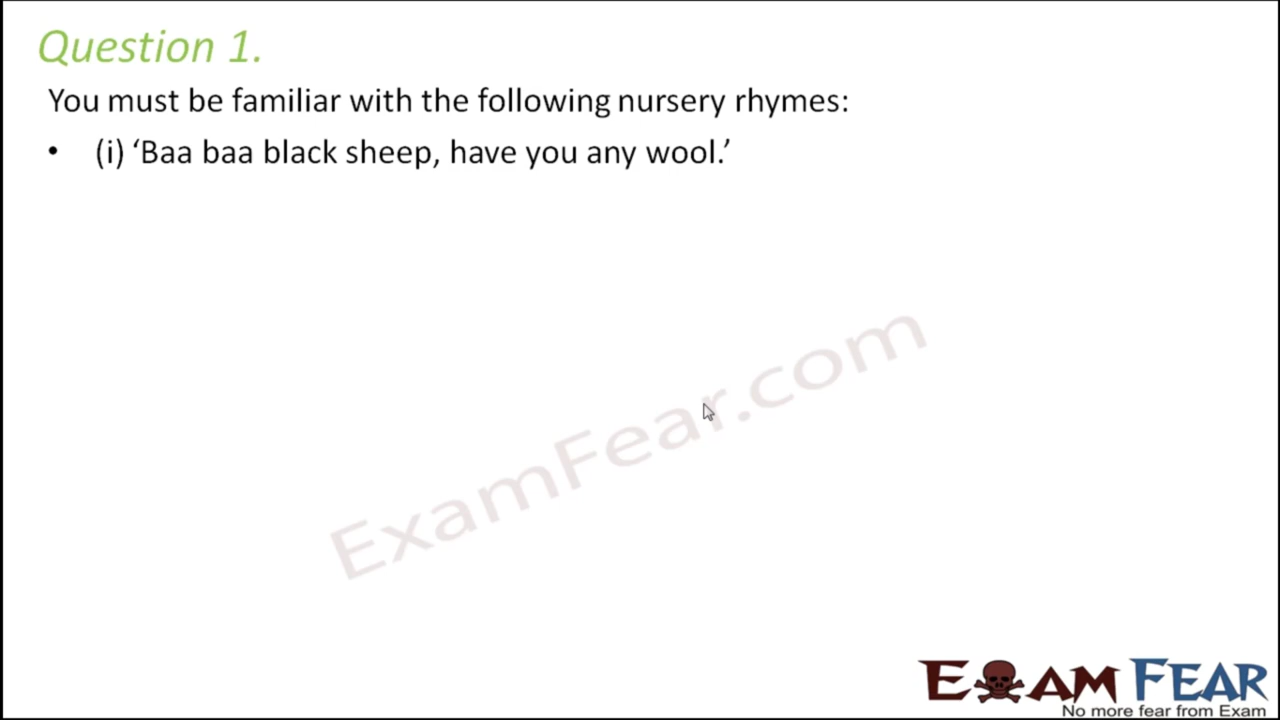 Question 1.
You must be familiar with the following nursery rhymes:
• (i) ‘Baa baa black sheep, have you any wool.’
ExamFear.com
EXAM FEAR
No more fear from Exam